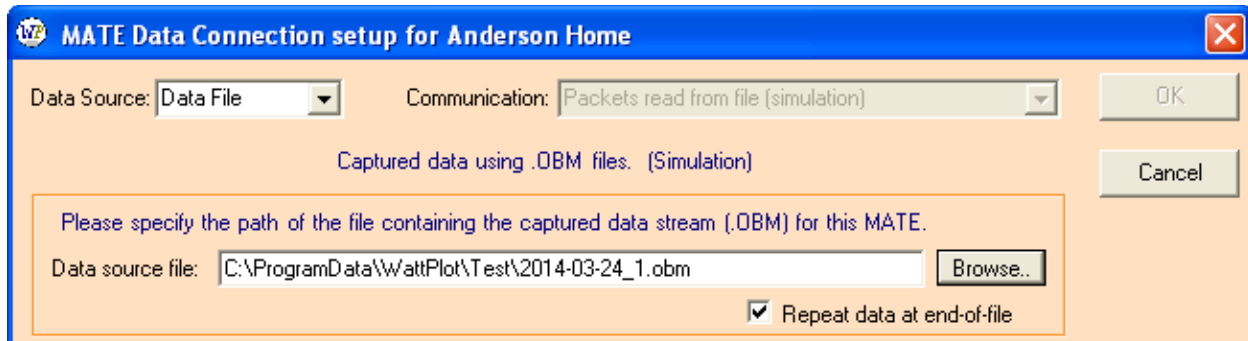 MATE Data Connection setup for Anderson Home
Data Source: Data File Communication: Packets read from file (simulation) OK
Captured data using .OBM files. (Simulation)
Cancel
Please specify the path of the file containing the captured data stream (.OBM) for this MATE.
Data source file: C:\ProgramData\WattPlot\Test\2014-03-24_1.obm Browse..
Repeat data at end-of-file